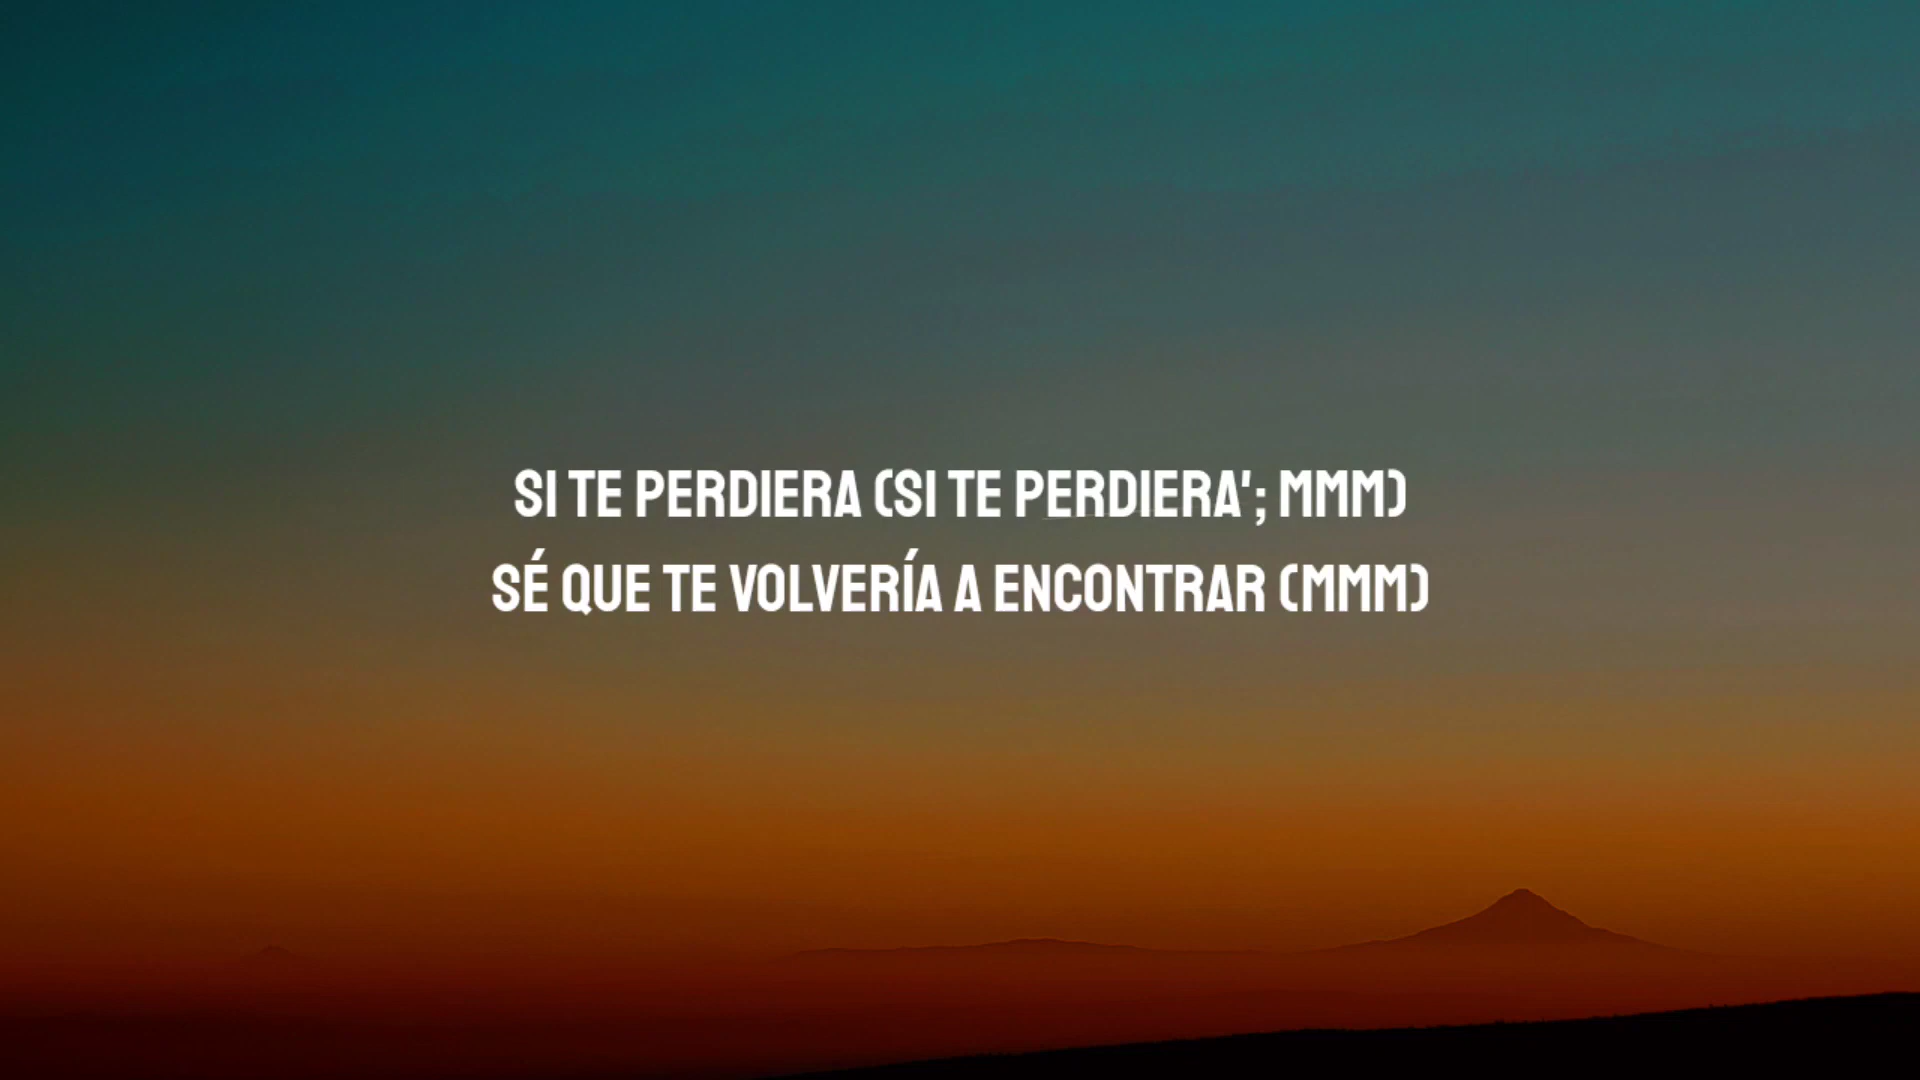 SI TE PERDIERA (SI TE PERDIERA'; MMM)
SÉ QUE TE VOLVERÍA A ENCONTRAR (MMM)